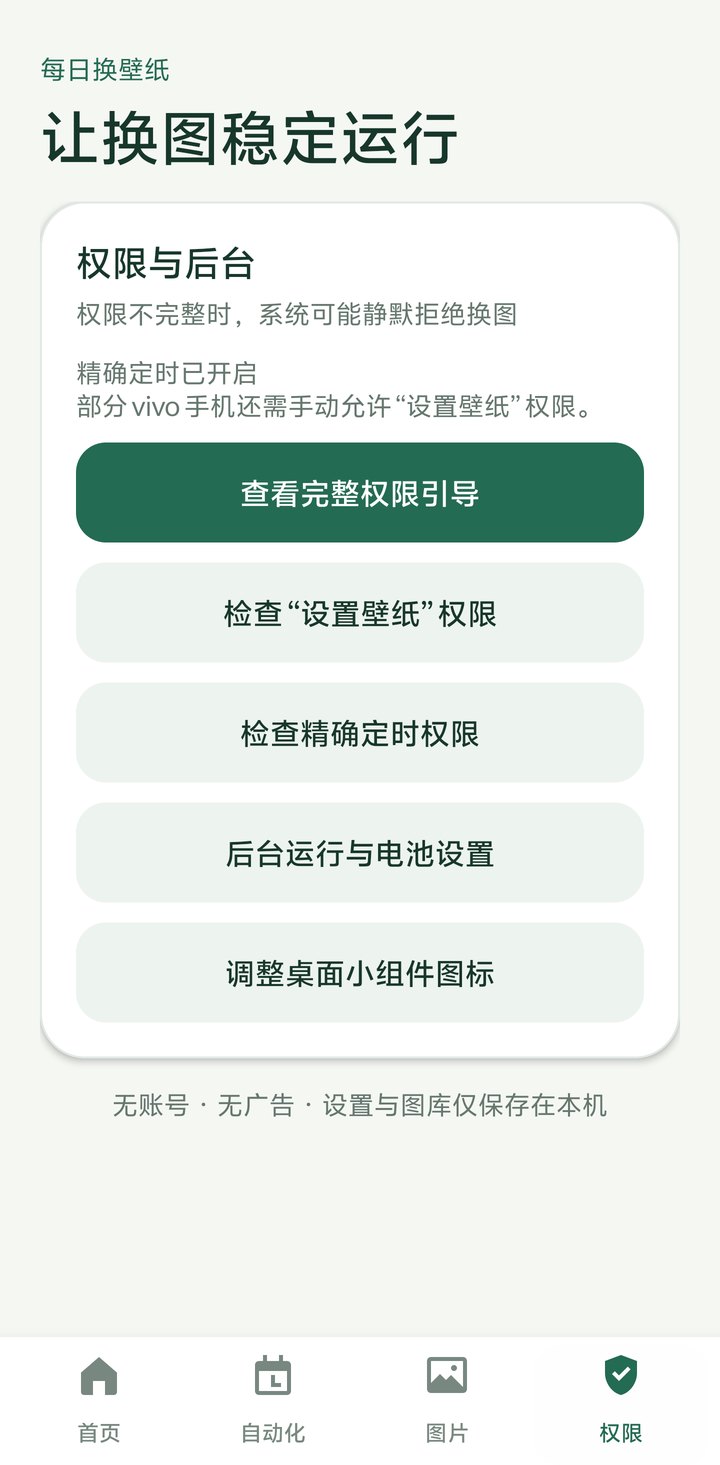 每日换壁纸
让换图稳定运行
权限与后台
权限不完整时，系统可能静默拒绝换图
精确定时已开启
部分 vivo 手机还需手动允许“设置壁纸”权限。
查看完整权限引导
检查“设置壁纸”权限
检查精确定时权限
后台运行与电池设置
调整桌面小组件图标
无账号 · 无广告 · 设置与图库仅保存在本机
首页
自动化
图片
权限